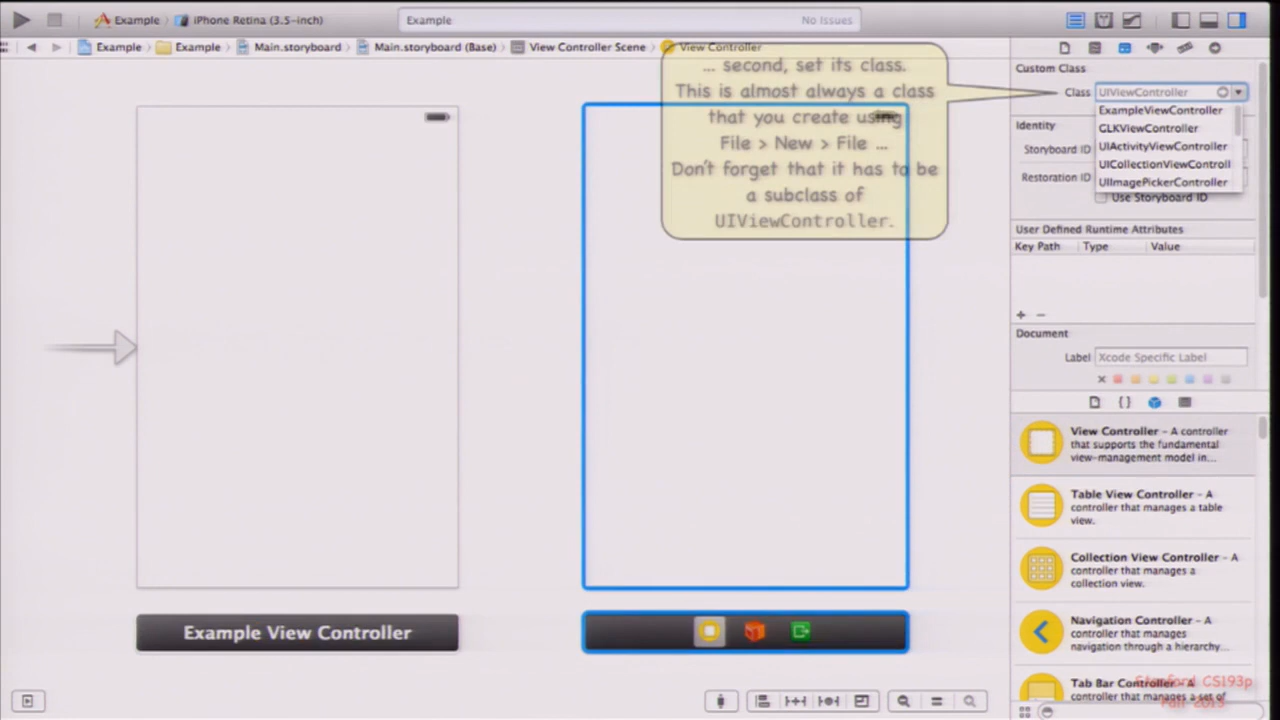 Example
iPhone Retina (3.5-inch)
Example
No Issues
Example
Example
Main.storyboard
Main.storyboard (Base)
View Controller Scene
View Controller
... second, set its class.
This is almost always a class
that you create using
File > New > File ...
Don't forget that it has to be
a subclass of
UIViewController.
Example View Controller
Custom Class
Class
UIViewController
ExampleViewController
GLKViewController
UIActivityViewController
UICollectionViewControll
UIImagePickerController
Identity
Storyboard ID
Restoration ID
Use Storyboard ID
User Defined Runtime Attributes
Key Path
Type
Value
Document
Label
Xcode Specific Label
View Controller - A controller
that supports the fundamental
view-management model in...
Table View Controller - A
controller that manages a table
view.
Collection View Controller - A
controller that manages a
collection view.
Navigation Controller - A
controller that manages
navigation through a hierarchy...
Tab Bar Controller - A
controller that manages a set of
Stanford CS193p
Fall 2013